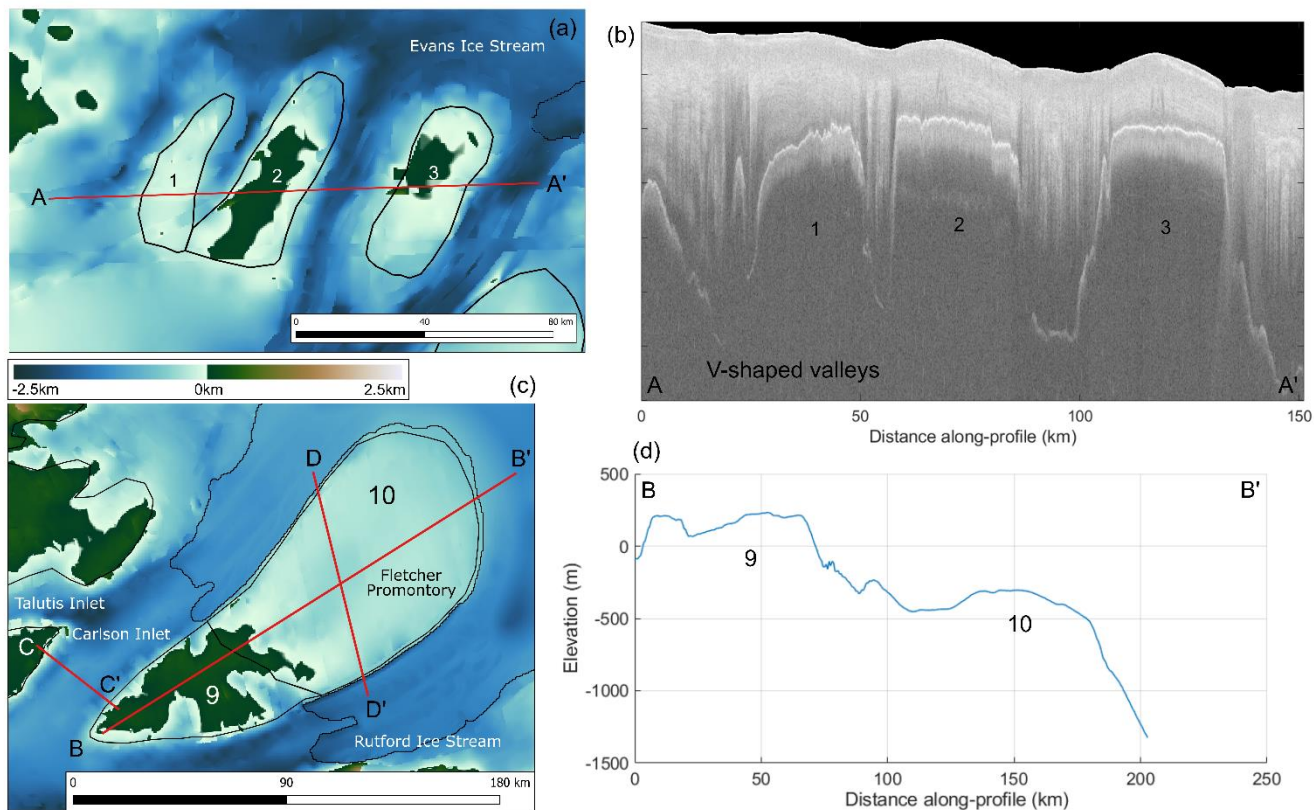 (a)
Evans Ice Stream
1
2
3
A
A'
0
40
80 km
-2.5km
0km
2.5km
(b)
1
2
3
V-shaped valleys
A
A'
0
50
100
150
Distance along-profile (km)
(c)
D
B'
10
Fletcher
Promontory
Talutis Inlet
Carlson Inlet
C
C'
9
D'
B
Rutford Ice Stream
0
90
180 km
(d)
B
B'
500
0
-500
-1000
-1500
Elevation (m)
9
10
0
50
100
150
200
250
Distance along-profile (km)